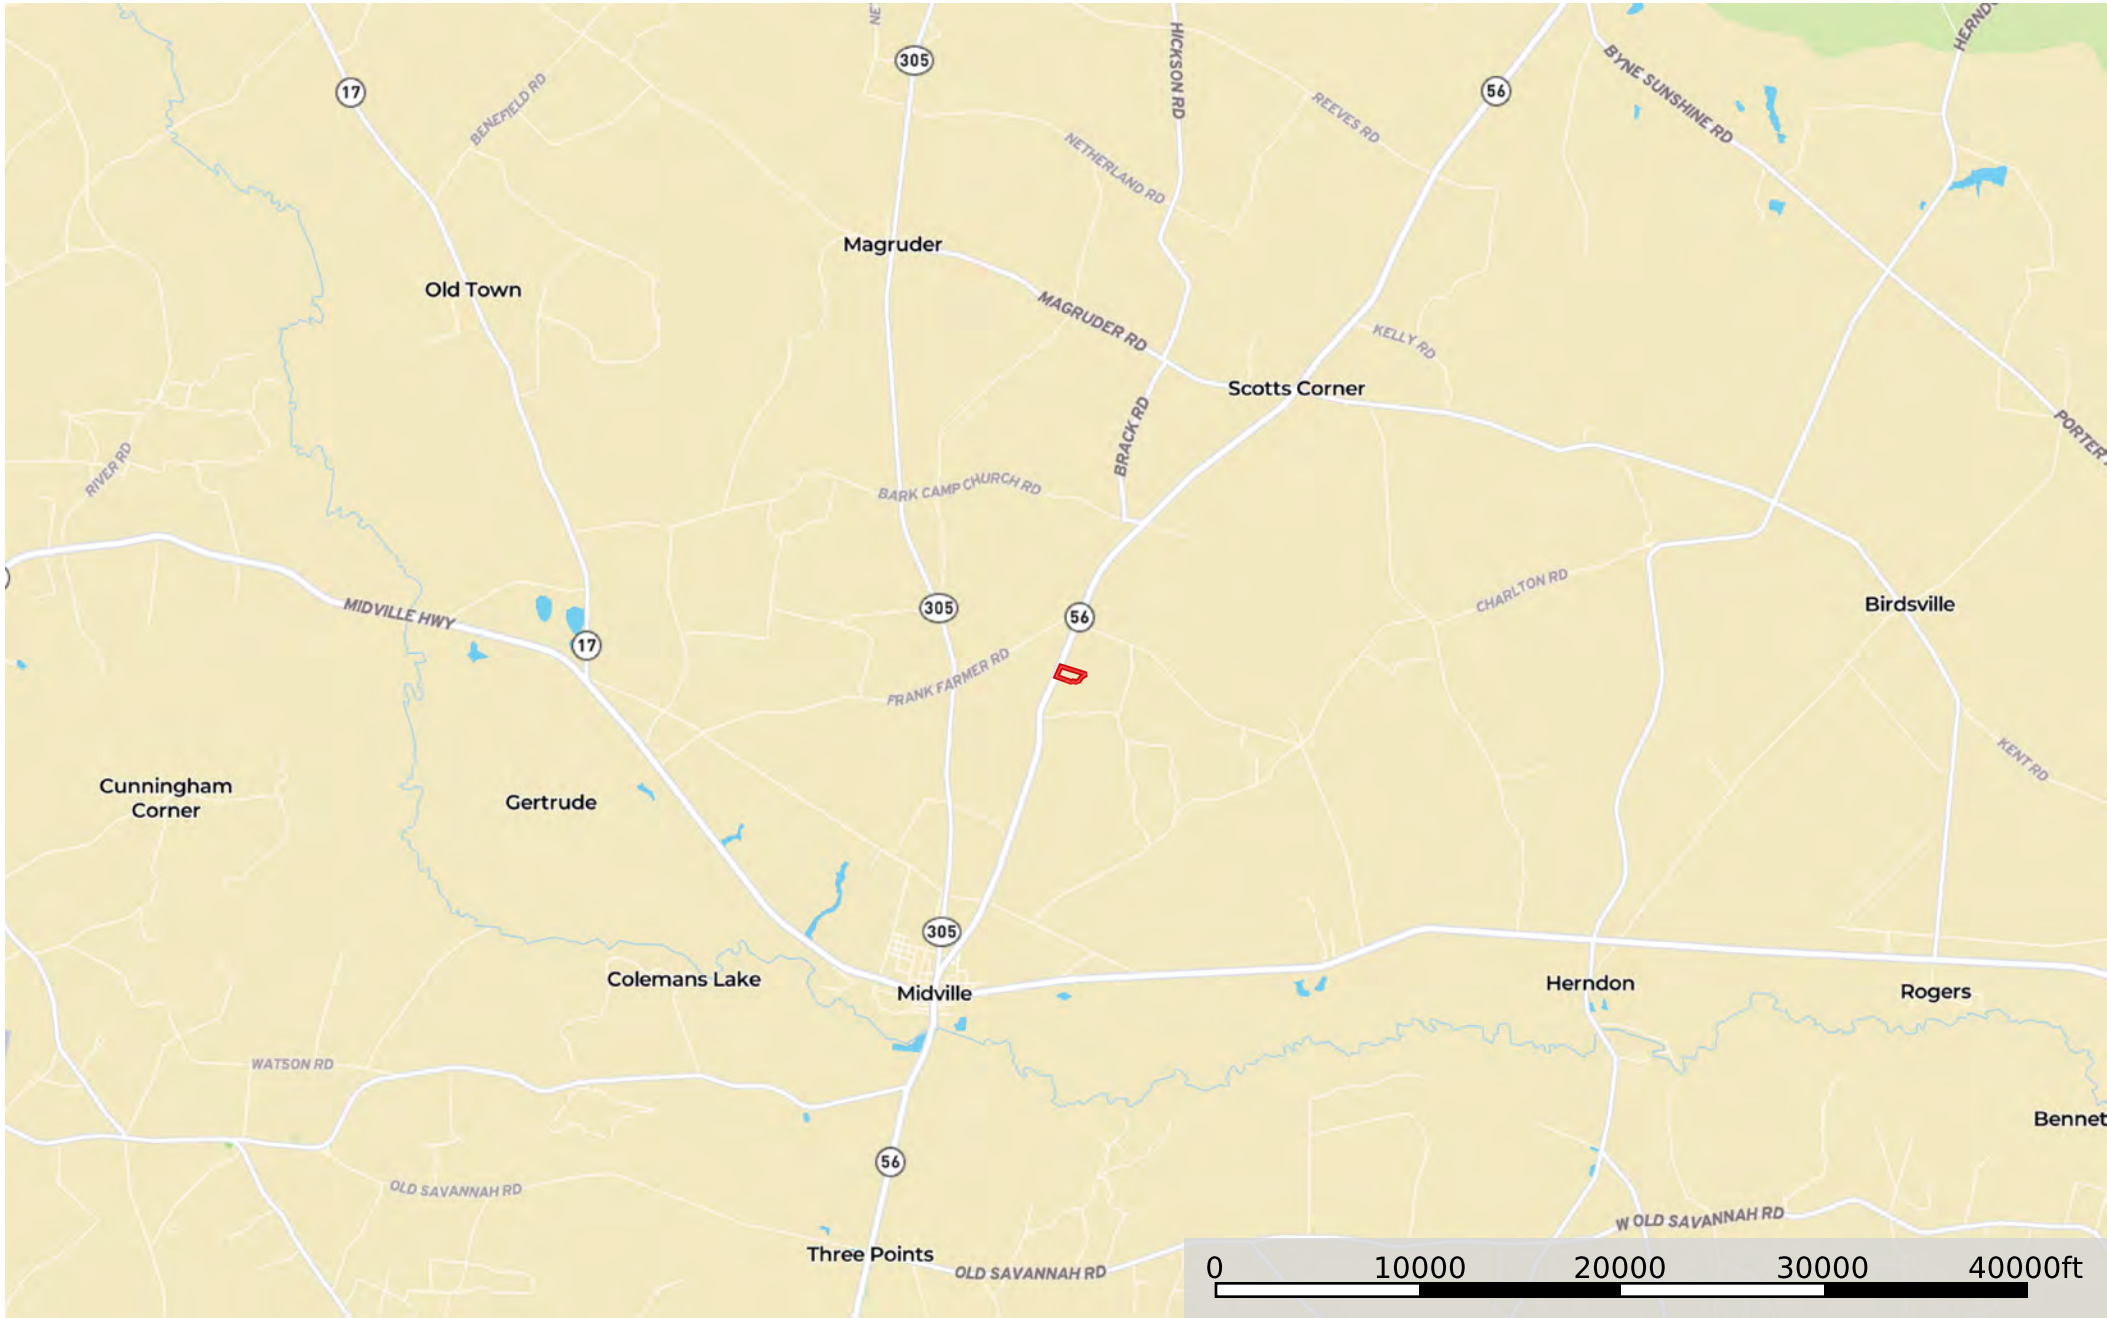 NE
HERNDO
305
HICKSON RD
17
56
BENEFIELD RD
BYNE SUNSHINE RD
REEVES RD
NETHERLAND RD
Magruder
Old Town
MAGRUDER RD
KELLY RD
Scotts Corner
BRACK RD
PORTER
RIVER RD
BARK CAMP CHURCH RD
CHARLTON RD
Birdsville
MIDVILLE HWY
305
56
17
FRANK FARMER RD
KENT RD
Cunningham
Corner
Gertrude
305
Colemans Lake
Midville
Herndon
Rogers
WATSON RD
Bennet
56
OLD SAVANNAH RD
W OLD SAVANNAH RD
Three Points
OLD SAVANNAH RD
0 10000 20000 30000 40000ft